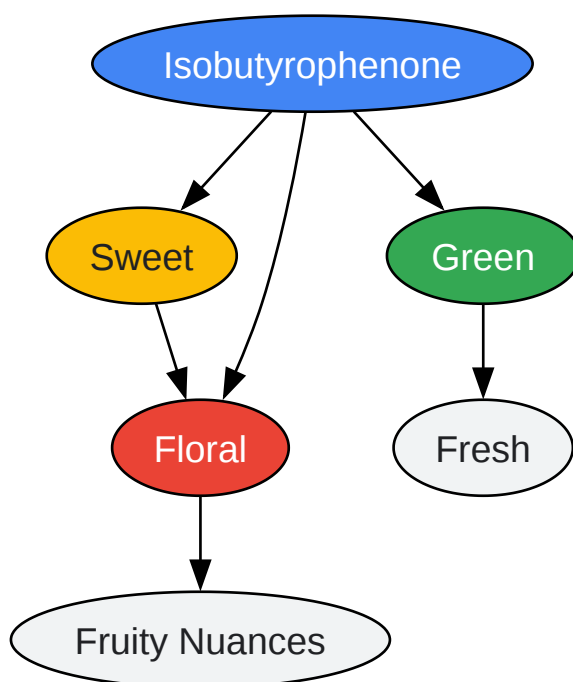 Isobutyrophenone
Sweet
Green
Floral
Fresh
Fruity Nuances